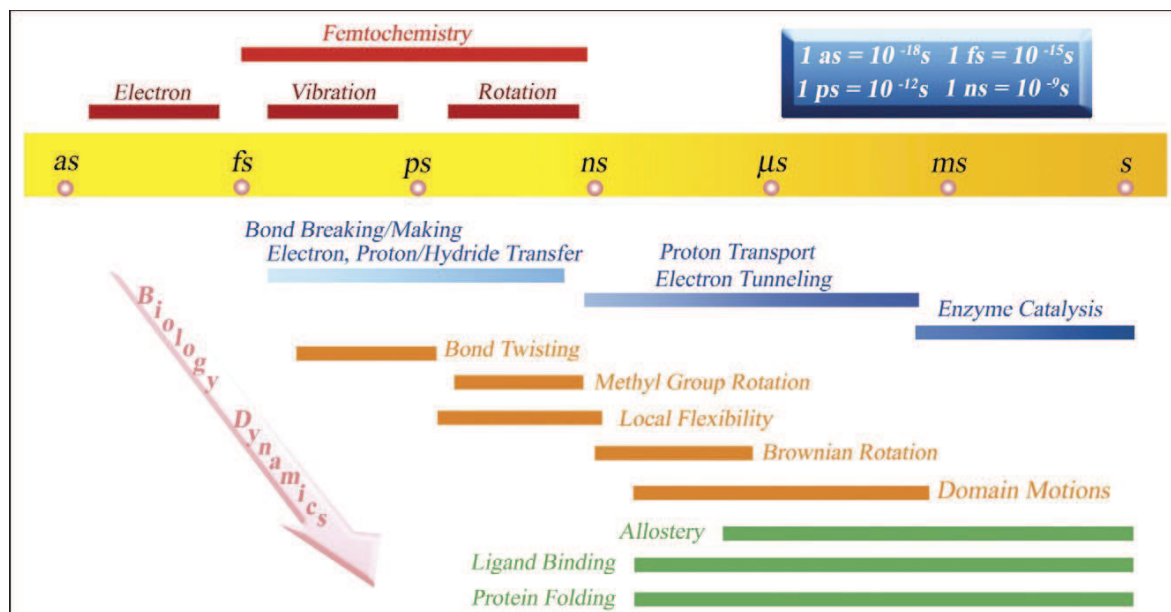 Femtochemistry
1 as = 10 -18s 1 fs = 10 -15s
1 ps = 10 -12s 1 ns = 10 -9s
Electron Vibration Rotation
as fs ps ns μs ms s
Bond Breaking/Making
Electron, Proton/Hydride Transfer
Proton Transport
Electron Tunneling
Enzyme Catalysis
Biology Dynamics
Bond Twisting
Methyl Group Rotation
Local Flexibility
Brownian Rotation
Domain Motions
Allostery
Ligand Binding
Protein Folding